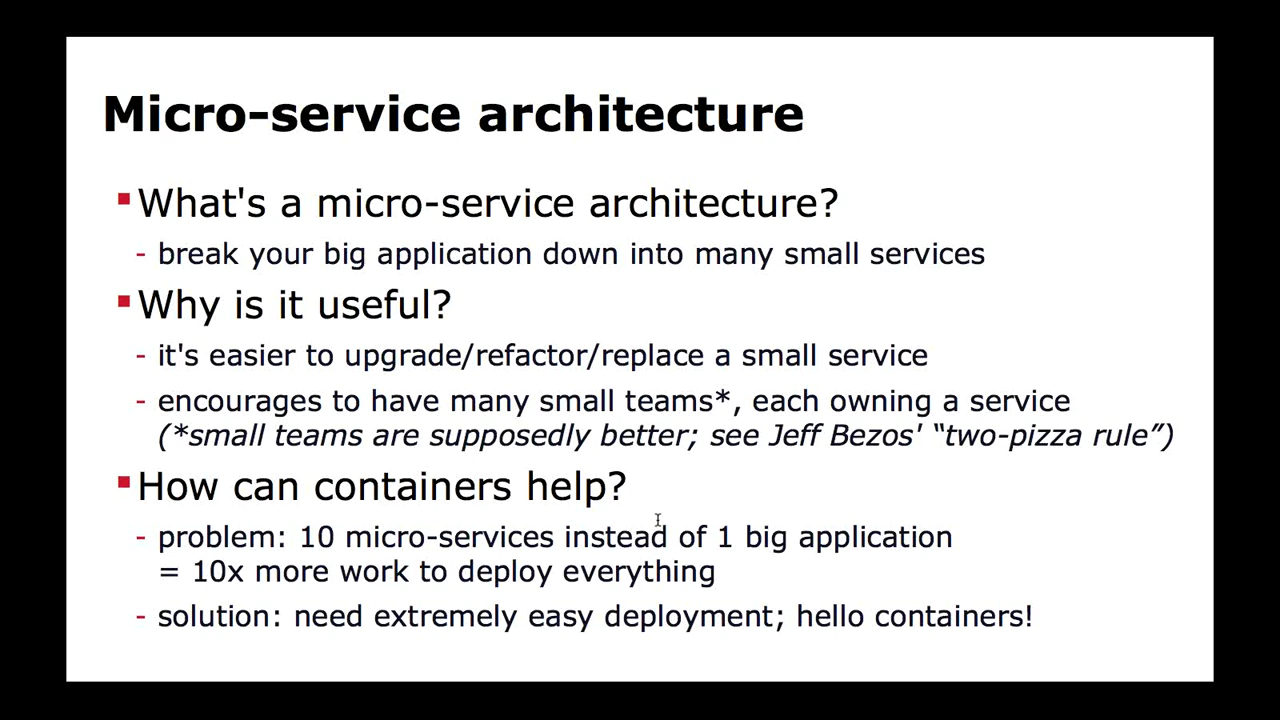 Micro-service architecture
What's a micro-service architecture?
- break your big application down into many small services
Why is it useful?
- it's easier to upgrade/refactor/replace a small service
- encourages to have many small teams*, each owning a service
(*small teams are supposedly better; see Jeff Bezos' “two-pizza rule”)
How can containers help?
- problem: 10 micro-services instead of 1 big application
= 10x more work to deploy everything
- solution: need extremely easy deployment; hello containers!